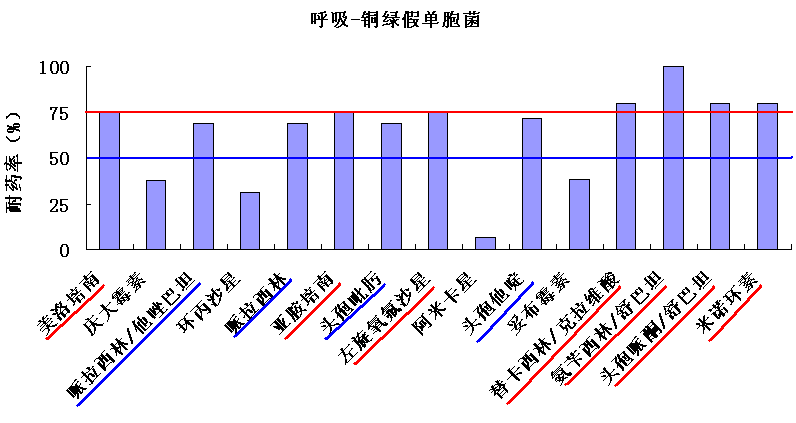 呼吸-铜绿假单胞菌
耐药率（%）
100
75
50
25
0
美洛培南
庆大霉素
哌拉西林/他唑巴坦
环丙沙星
哌拉西林
亚胺培南
头孢吡肟
左旋氧氟沙星
阿米卡星
头孢他啶
妥布霉素
替卡西林/克拉维酸
氨苄西林/舒巴坦
头孢哌酮/舒巴坦
米诺环素